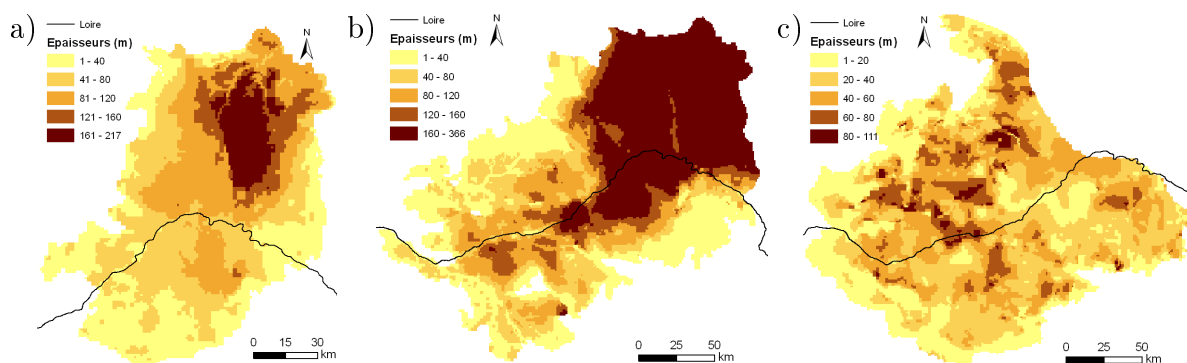 a)
Loire
Epaisseurs (m)
1 - 40
41 - 80
81 - 120
121 - 160
161 - 217
N
0 15 30
km
b)
Loire
Epaisseurs (m)
1 - 40
40 - 80
80 - 120
120 - 160
160 - 366
N
0 25 50
km
c)
Loire
Epaisseurs (m)
1 - 20
20 - 40
40 - 60
60 - 80
80 - 111
N
0 25 50
km